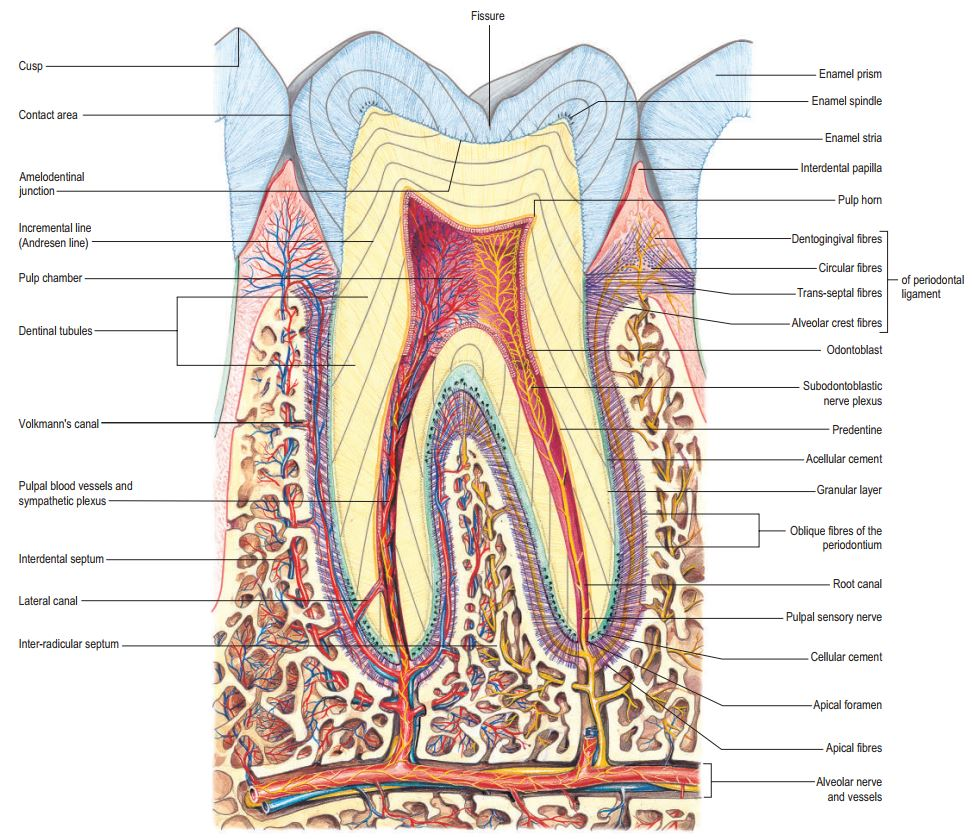 Fissure
Cusp
Contact area
Amelodentinal
junction
Incremental line
(Andresen line)
Pulp chamber
Dentinal tubules
Volkmann's canal
Pulpal blood vessels and
sympathetic plexus
Interdental septum
Lateral canal
Inter-radicular septum
Enamel prism
Enamel spindle
Enamel stria
Interdental papilla
Pulp horn
Dentogingival fibres
Circular fibres
Trans-septal fibres
Alveolar crest fibres
of periodontal
ligament
Odontoblast
Subodontoblastic
nerve plexus
Predentine
Acellular cement
Granular layer
Oblique fibres of the
periodontium
Root canal
Pulpal sensory nerve
Cellular cement
Apical foramen
Apical fibres
Alveolar nerve
and vessels